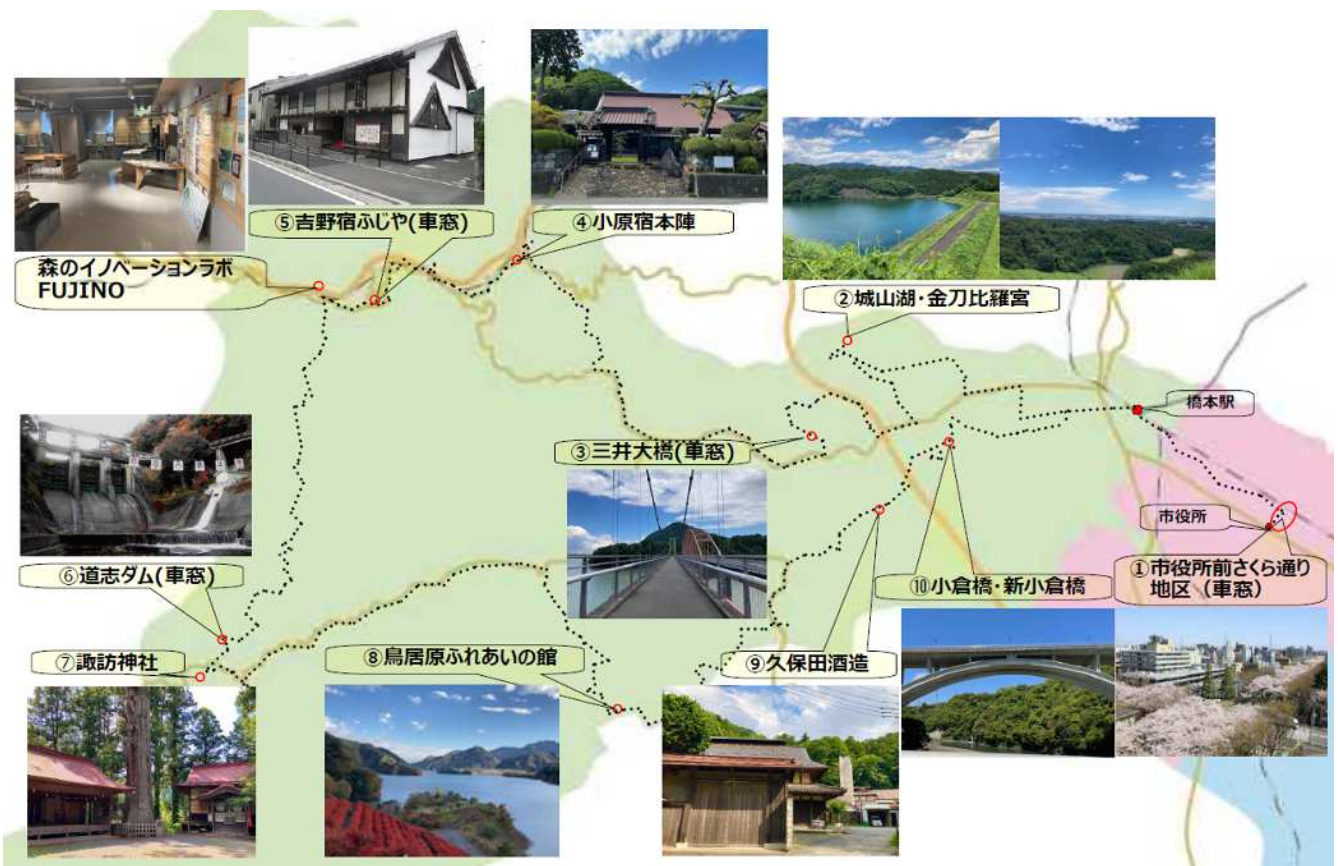 ⑤吉野宿ふじや(車窓)
④小原宿本陣
森のイノベーションラボ
FUJINO
②城山湖・金刀比羅宮
橋本駅
③三井大橋(車窓)
市役所
⑥道志ダム(車窓)
⑩小倉橋・新小倉橋
①市役所前さくら通り
地区（車窓）
⑦諏訪神社
⑧鳥居原ふれあいの館
⑨久保田酒造